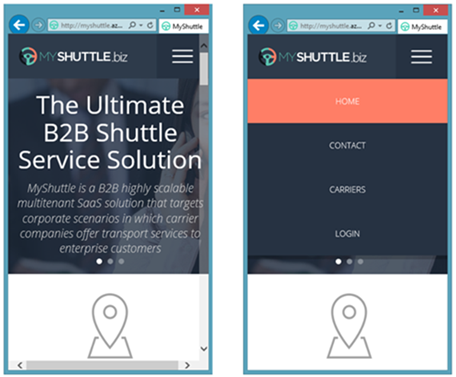 http://myshuttle.az...
MyShuttle
MYSHUTTLE.biz
The Ultimate
B2B Shuttle
Service Solution
MyShuttle is a B2B highly scalable
multitenant SaaS solution that targets
corporate scenarios in which carrier
companies offer transport services to
enterprise customers
http://myshuttle.az...
MyShuttle
MYSHUTTLE.biz
HOME
CONTACT
CARRIERS
LOGIN